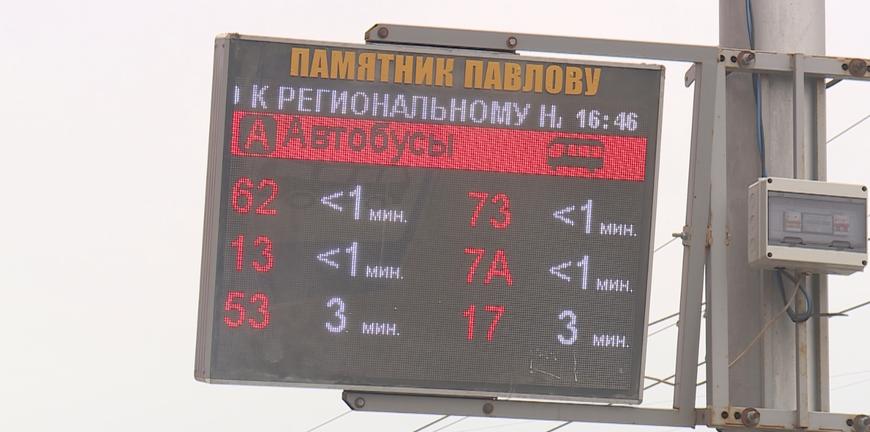 ПАМЯТНИК ПАВЛОВУ
К РЕГИОНАЛЬНОМУ 16:46
А Автобусы
62 <1 мин. 73 <1 мин.
13 <1 мин. 7А <1 мин.
53 3 мин. 17 3 мин.